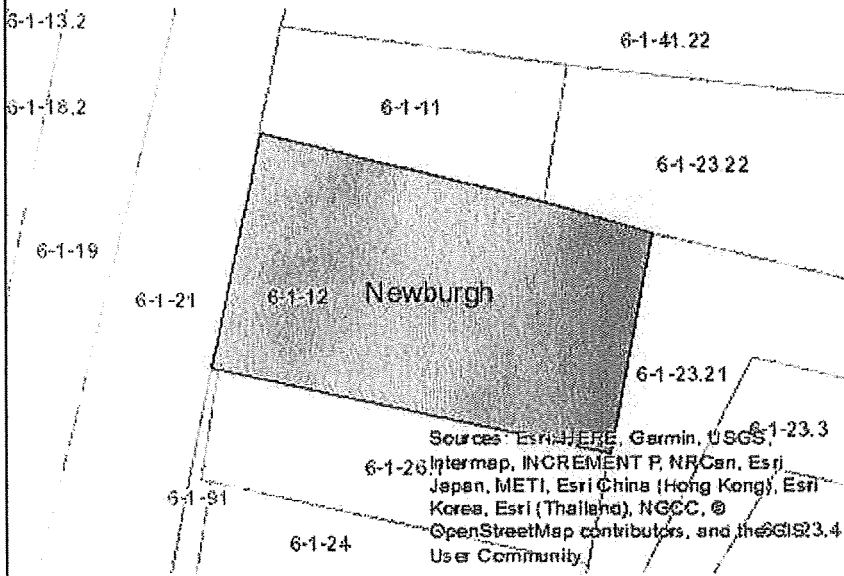 6-1-13.2
6-1-41.22
6-1-18.2
6-1-11
6-1-23.22
6-1-19
6-1-21
6-1-12
Newburgh
6-1-23.21
Sources: Esri, HERE, Garmin, USGS,
6-1-23.3
6-1-26.1
Intermap, INCREMENT P, NRCan, Esri
Japan, METI, Esri China (Hong Kong), Esri
6-1-91
Korea, Esri (Thailand), NGCC, ©
OpenStreetMap contributors, and the GIS
6-1-23.4
6-1-24
User Community